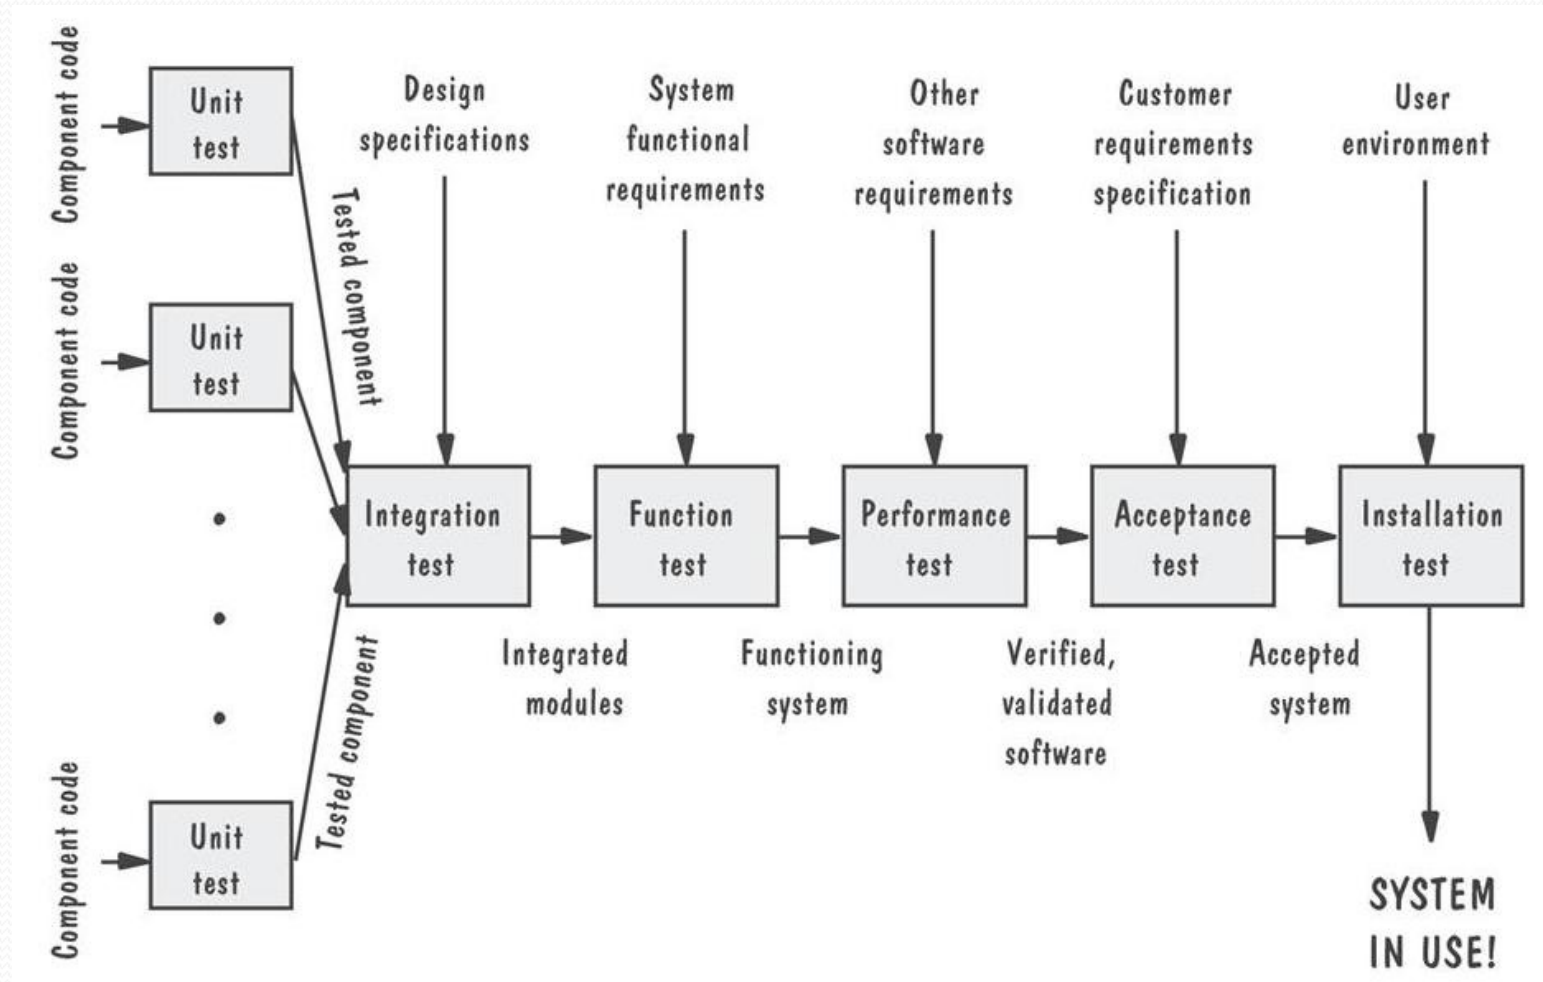 Component code
Unit
test
Component code
Unit
test
Component code
Unit
test
Tested component
Tested component
Design
specifications
System
functional
requirements
Other
software
requirements
Customer
requirements
specification
User
environment
Integration
test
Function
test
Performance
test
Acceptance
test
Installation
test
Integrated
modules
Functioning
system
Verified,
validated
software
Accepted
system
SYSTEM
IN USE!